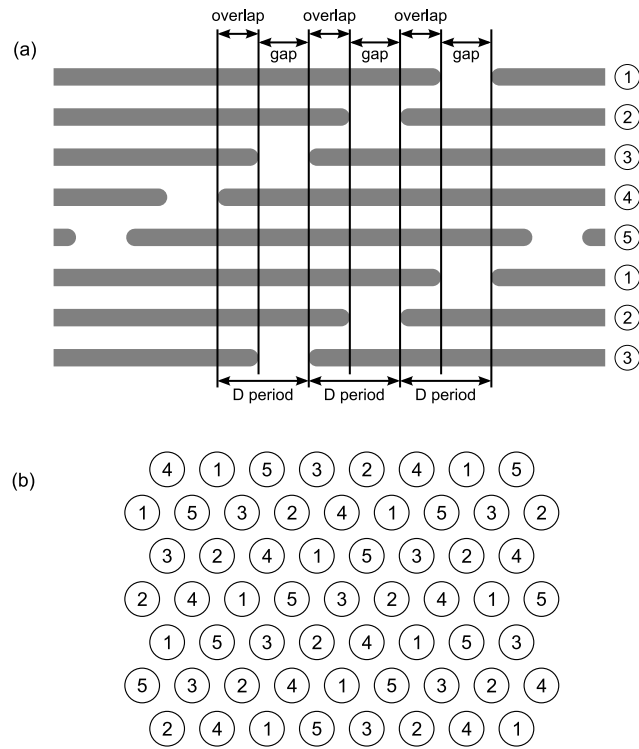 overlap overlap overlap
gap gap gap
(a)
①
②
③
④
⑤
①
②
③
D period D period D period
(b)
4 1 5 3 2 4 1 5
1 5 3 2 4 1 5 3 2
3 2 4 1 5 3 2 4
2 4 1 5 3 2 4 1 5
1 5 3 2 4 1 5 3
5 3 2 4 1 5 3 2 4
2 4 1 5 3 2 4 1